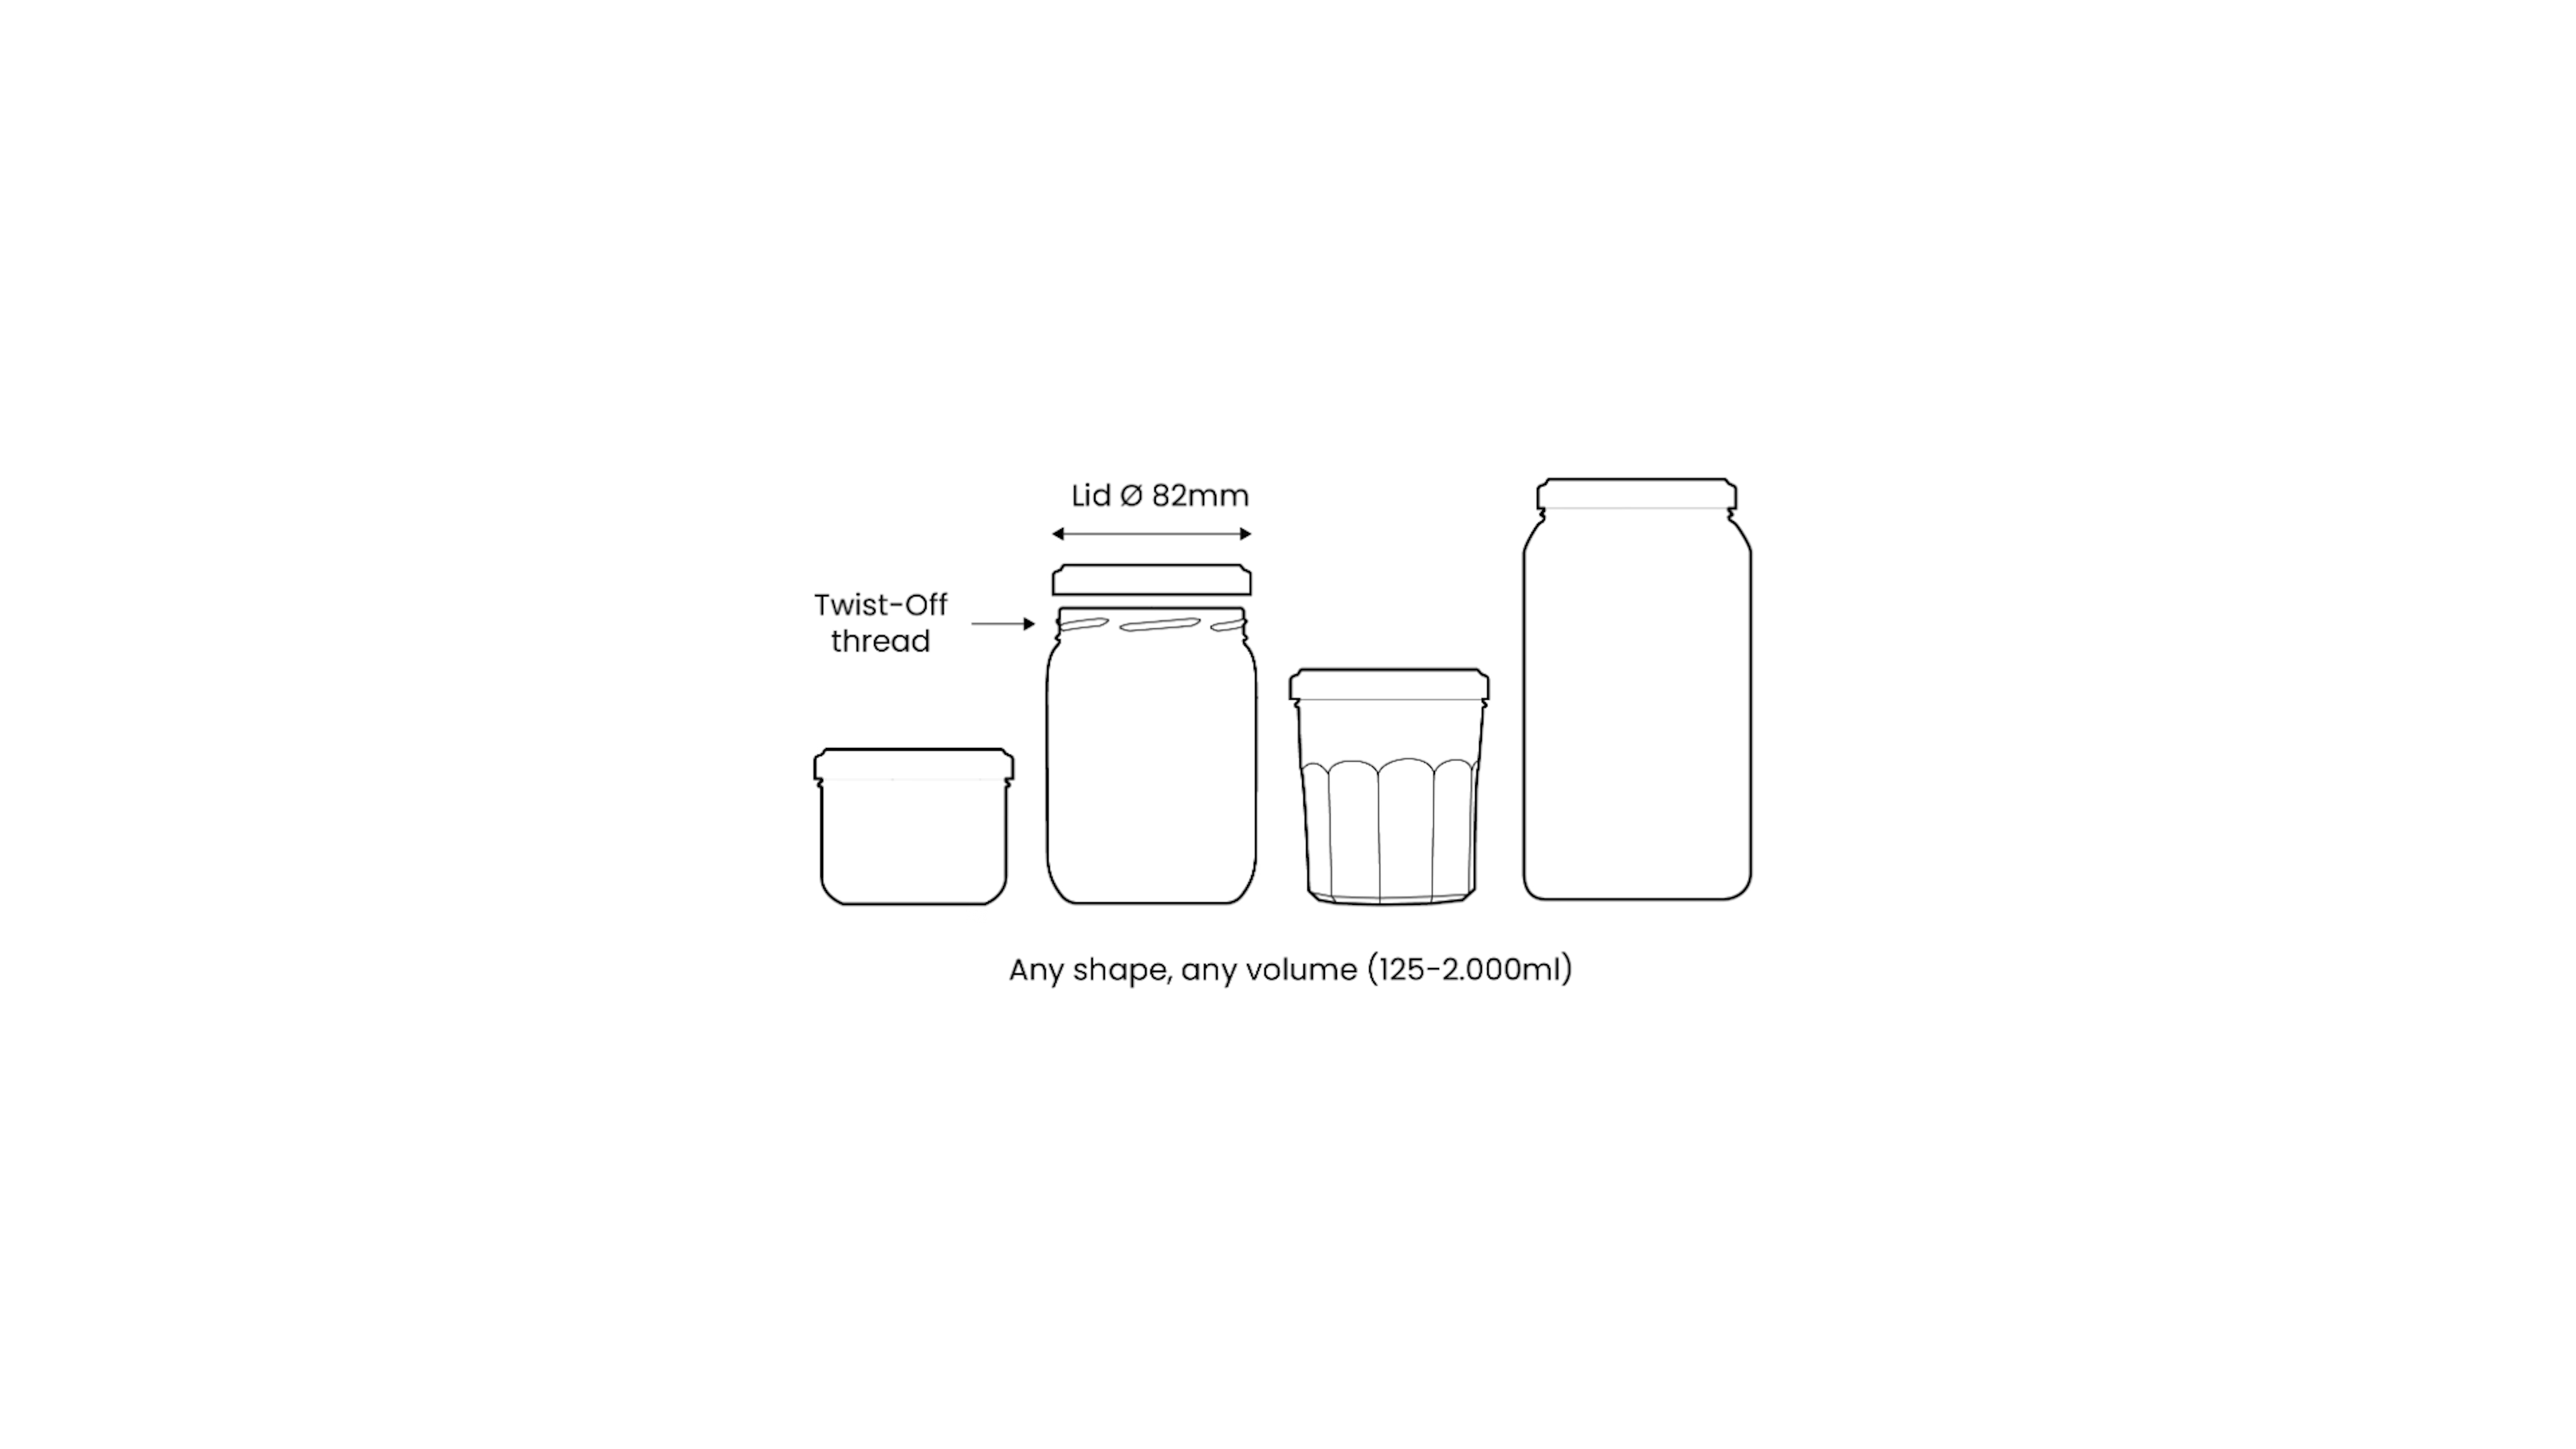 Lid Ø 82mm
Twist-Off
thread
Any shape, any volume (125-2.000ml)